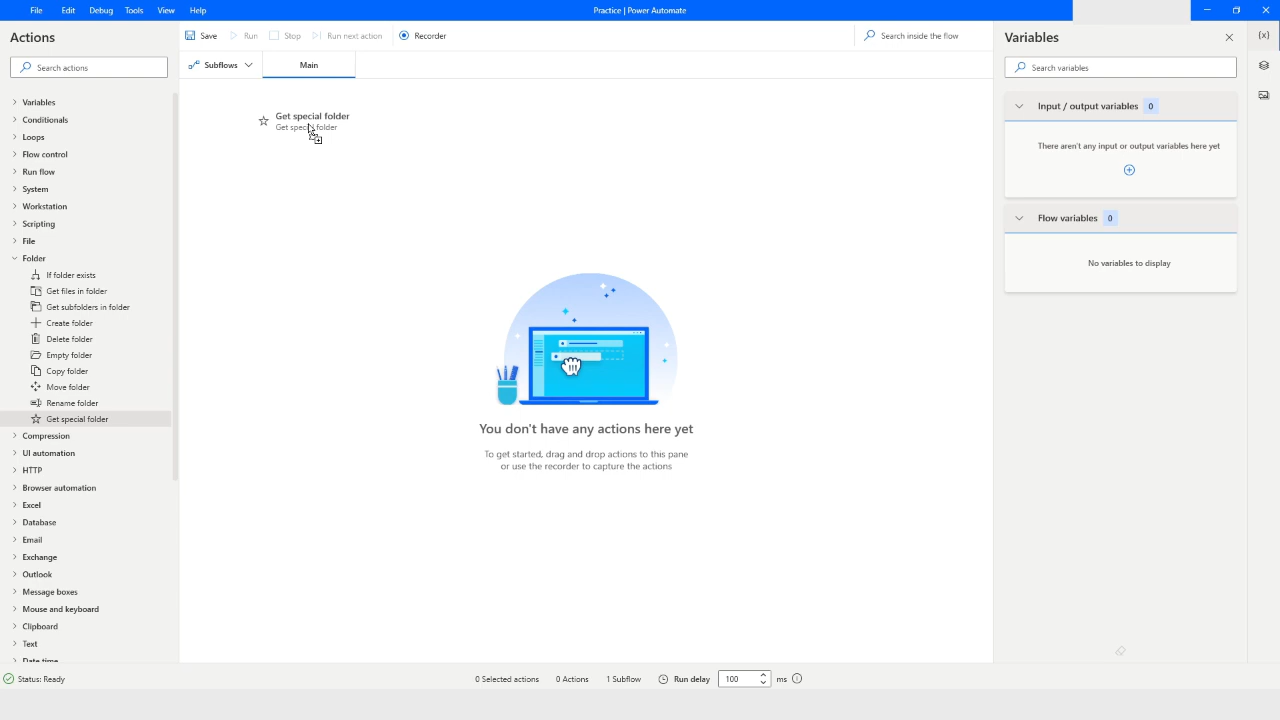 File Edit Debug Tools View Help
Practice | Power Automate
Actions
Search actions
Variables
Conditionals
Loops
Flow control
Run flow
System
Workstation
Scripting
File
Folder
If folder exists
Get files in folder
Get subfolders in folder
Create folder
Delete folder
Empty folder
Copy folder
Move folder
Rename folder
Get special folder
Compression
UI automation
HTTP
Browser automation
Excel
Database
Email
Exchange
Outlook
Message boxes
Mouse and keyboard
Clipboard
Text
Date time
Save Run Stop Run next action Recorder
Search inside the flow
Subflows Main
Get special folder
Get special folder
You don't have any actions here yet
To get started, drag and drop actions to this pane
or use the recorder to capture the actions
Variables
Search variables
Input / output variables 0
There aren't any input or output variables here yet
Flow variables 0
No variables to display
{x}
Status: Ready
0 Selected actions 0 Actions 1 Subflow Run delay 100 ms